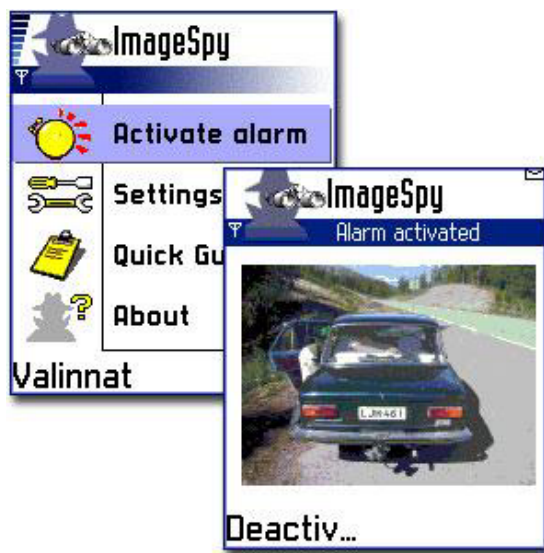 ImageSpy
Activate alarm
Settings
Quick Gu
About
Valinnat
ImageSpy
Alarm activated
LJM461
Deactiv...